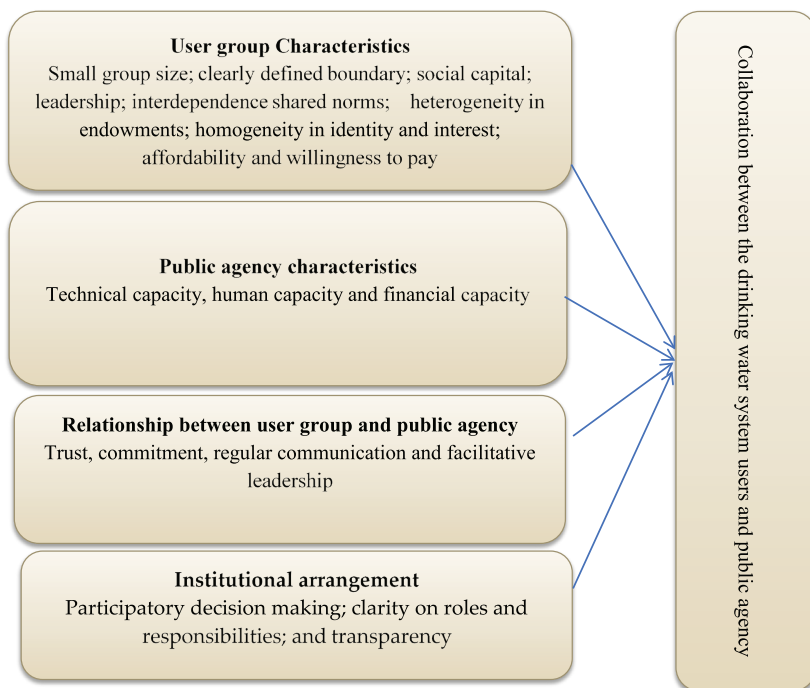 User group Characteristics
Small group size; clearly defined boundary; social capital;
leadership; interdependence shared norms; heterogeneity in
endowments; homogeneity in identity and interest;
affordability and willingness to pay
Public agency characteristics
Technical capacity, human capacity and financial capacity
Relationship between user group and public agency
Trust, commitment, regular communication and facilitative
leadership
Institutional arrangement
Participatory decision making; clarity on roles and
responsibilities; and transparency
Collaboration between the drinking water system users and public agency